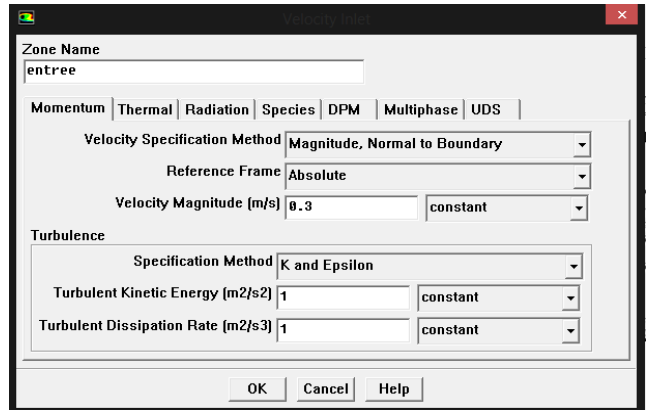 Velocity Inlet
Zone Name
entree
Momentum Thermal Radiation Species DPM Multiphase UDS
Velocity Specification Method Magnitude, Normal to Boundary
Reference Frame Absolute
Velocity Magnitude (m/s) 0.3 constant
Turbulence
Specification Method K and Epsilon
Turbulent Kinetic Energy (m2/s2) 1 constant
Turbulent Dissipation Rate (m2/s3) 1 constant
OK Cancel Help